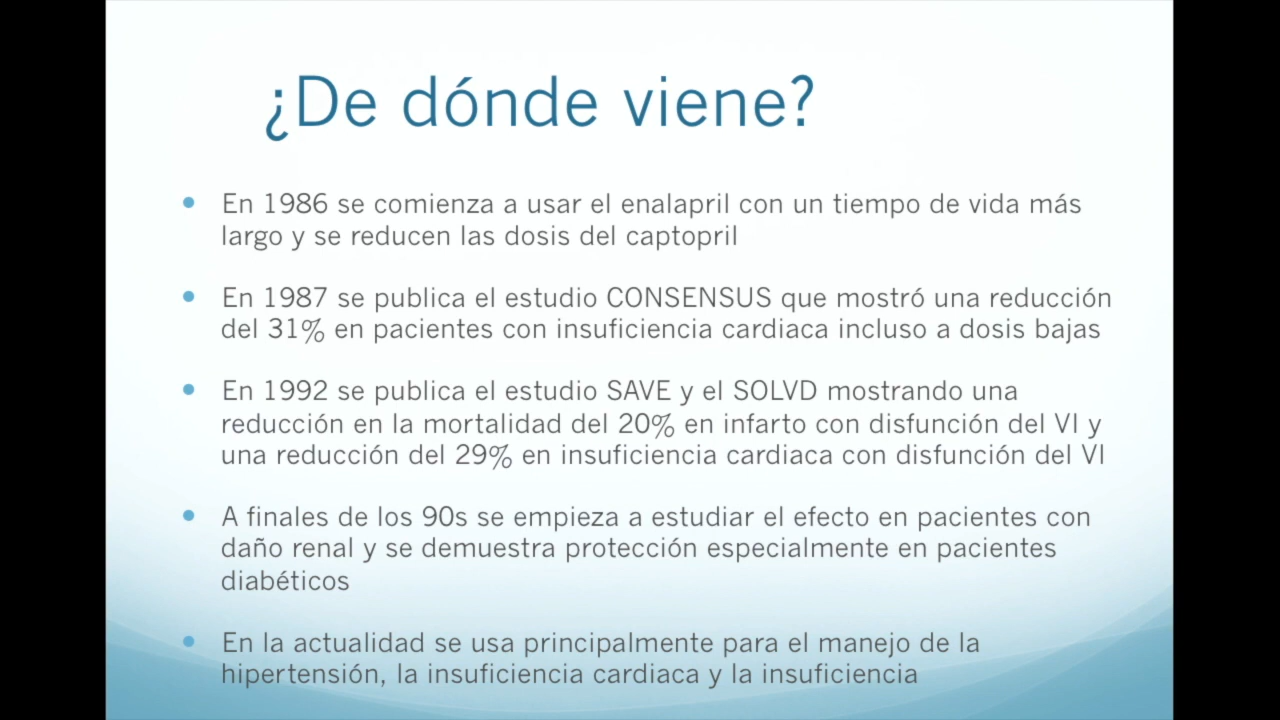 ¿De dónde viene?
En 1986 se comienza a usar el enalapril con un tiempo de vida más
largo y se reducen las dosis del captopril
En 1987 se publica el estudio CONSENSUS que mostró una reducción
del 31% en pacientes con insuficiencia cardiaca incluso a dosis bajas
En 1992 se publica el estudio SAVE y el SOLVD mostrando una
reducción en la mortalidad del 20% en infarto con disfunción del VI y
una reducción del 29% en insuficiencia cardiaca con disfunción del VI
A finales de los 90s se empieza a estudiar el efecto en pacientes con
daño renal y se demuestra protección especialmente en pacientes
diabéticos
En la actualidad se usa principalmente para el manejo de la
hipertensión, la insuficiencia cardiaca y la insuficiencia